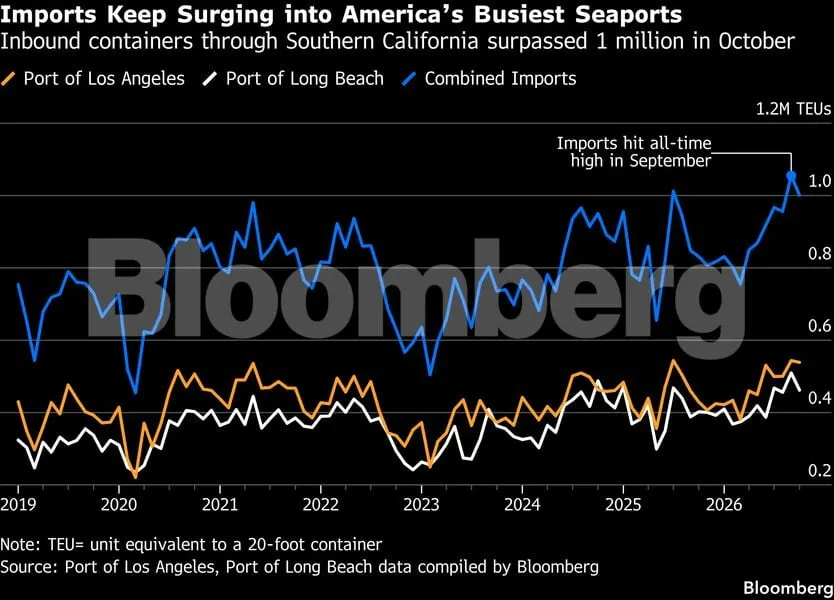 Imports Keep Surging into America's Busiest Seaports
Inbound containers through Southern California surpassed 1 million in October
Port of Los Angeles Port of Long Beach Combined Imports
1.2M TEUs
Imports hit all-time
high in September
1.0
0.8
Bloomberg
0.6
0.4
0.2
2019 2020 2021 2022 2023 2024 2025 2026
Note: TEU= unit equivalent to a 20-foot container
Source: Port of Los Angeles, Port of Long Beach data compiled by Bloomberg
Bloomberg